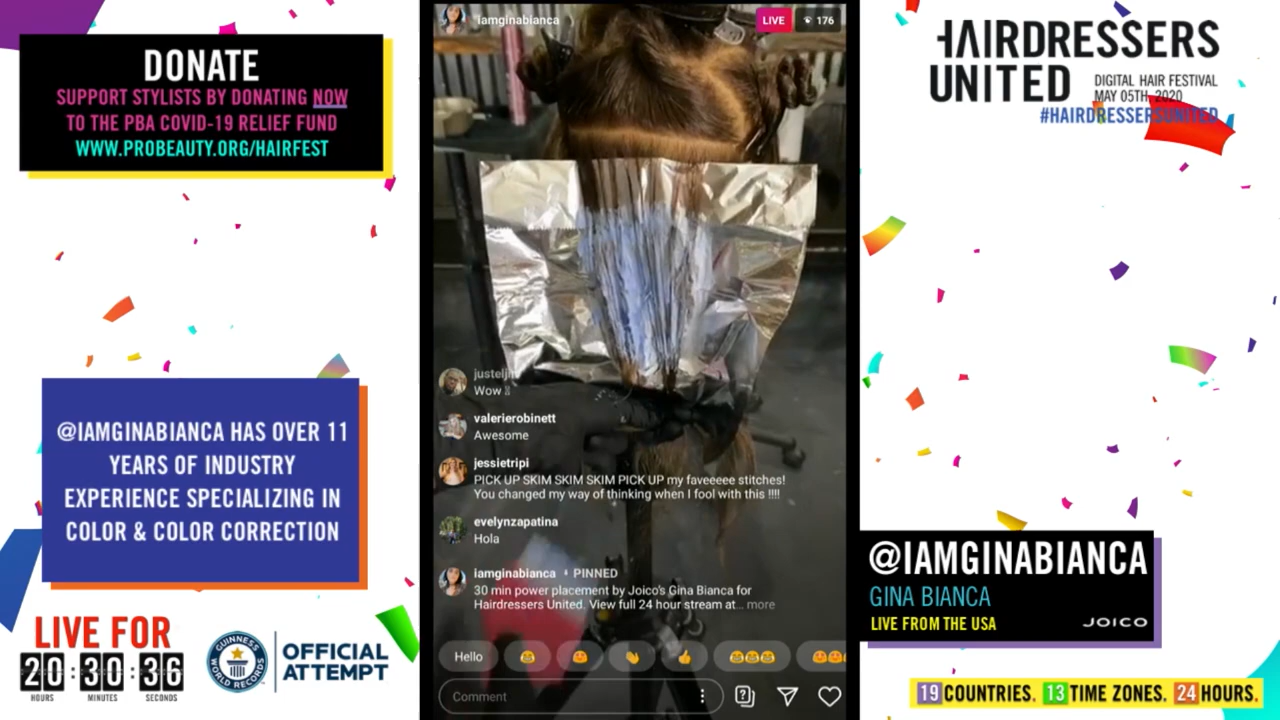 DONATE
SUPPORT STYLISTS BY DONATING NOW
TO THE PBA COVID-19 RELIEF FUND
WWW.PROBEAUTY.ORG/HAIRFEST
@IAMGINABIANCA HAS OVER 11
YEARS OF INDUSTRY
EXPERIENCE SPECIALIZING IN
COLOR & COLOR CORRECTION
LIVE FOR
20:30:36
HOURS MINUTES SECONDS
GUINNESS
WORLD RECORDS
OFFICIAL
ATTEMPT
iamginabianca
LIVE
176
justeljh
Wow
valerierobinett
Awesome
jessietripi
PICK UP SKIM SKIM SKIM PICK UP my faveeeee stitches!
You changed my way of thinking when I fool with this !!!!
evelynzapatina
Hola
iamginabianca PINNED
30 min power placement by Joico's Gina Bianca for
Hairdressers United. View full 24 hour stream at... more
Hello
Comment
HAIRDRESSERS
UNITED
DIGITAL HAIR FESTIVAL
MAY 05TH, 2020
#HAIRDRESSERSUNITED
@IAMGINABIANCA
GINA BIANCA
LIVE FROM THE USA
JOICO
19 COUNTRIES. 13 TIME ZONES. 24 HOURS.